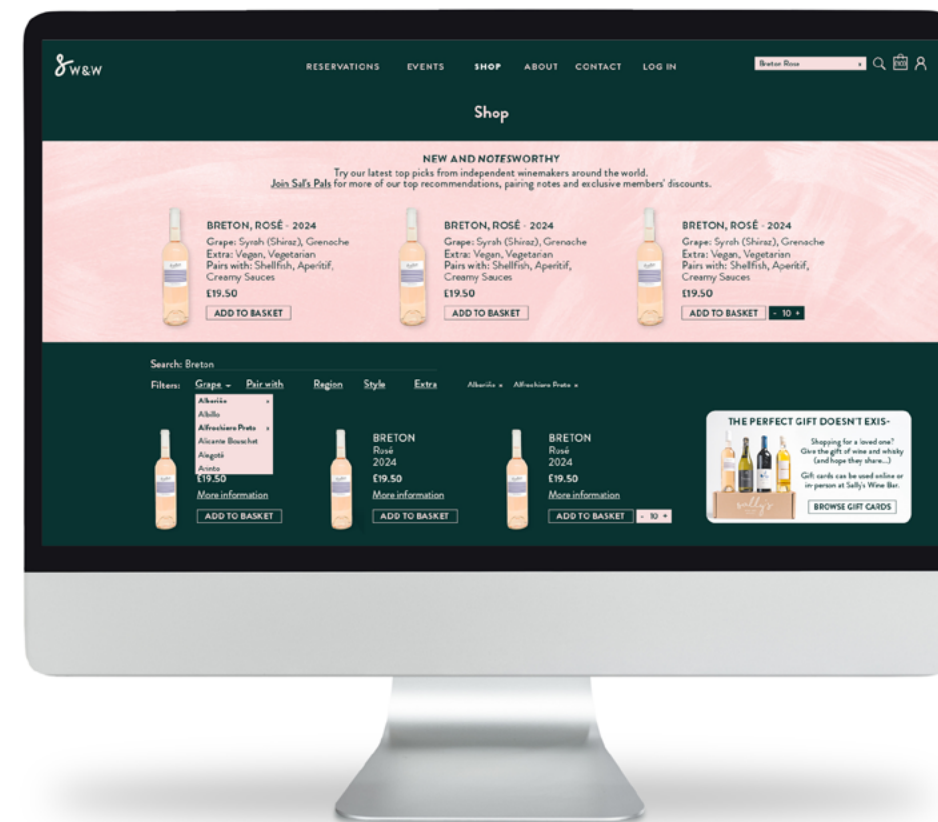 W&W
RESERVATIONS EVENTS SHOP ABOUT CONTACT LOG IN
Breton Rose x
Shop
NEW AND NOTESWORTHY
Try our latest top picks from independent winemakers around the world.
Join Sal's Pals for more of our top recommendations, pairing notes and exclusive members' discounts.
BRETON, ROSÉ - 2024
Grape: Syrah (Shiraz), Grenache
Extra: Vegan, Vegetarian
Pairs with: Shellfish, Aperitif,
Creamy Sauces
£19.50
ADD TO BASKET
BRETON, ROSÉ - 2024
Grape: Syrah (Shiraz), Grenache
Extra: Vegan, Vegetarian
Pairs with: Shellfish, Aperitif,
Creamy Sauces
£19.50
ADD TO BASKET
BRETON, ROSÉ - 2024
Grape: Syrah (Shiraz), Grenache
Extra: Vegan, Vegetarian
Pairs with: Shellfish, Aperitif,
Creamy Sauces
£19.50
ADD TO BASKET - 10 +
Search: Breton
Filters: Grape Pair with Region Style Extra Albariño x Alfrochiero Preto x
Albariño x
Albillo
Alfrochiero Preto x
Alicante Bouschet
Aligoté
Arinto
£19.50
More information
ADD TO BASKET
BRETON
Rosé
2024
£19.50
More information
ADD TO BASKET
BRETON
Rosé
2024
£19.50
More information
ADD TO BASKET - 10 +
THE PERFECT GIFT DOESN'T EXIS-
Shopping for a loved one?
Give the gift of wine and whisky
(and hope they share...)
Gift cards can be used online or
in-person at Sally's Wine Bar.
BROWSE GIFT CARDS
sally's